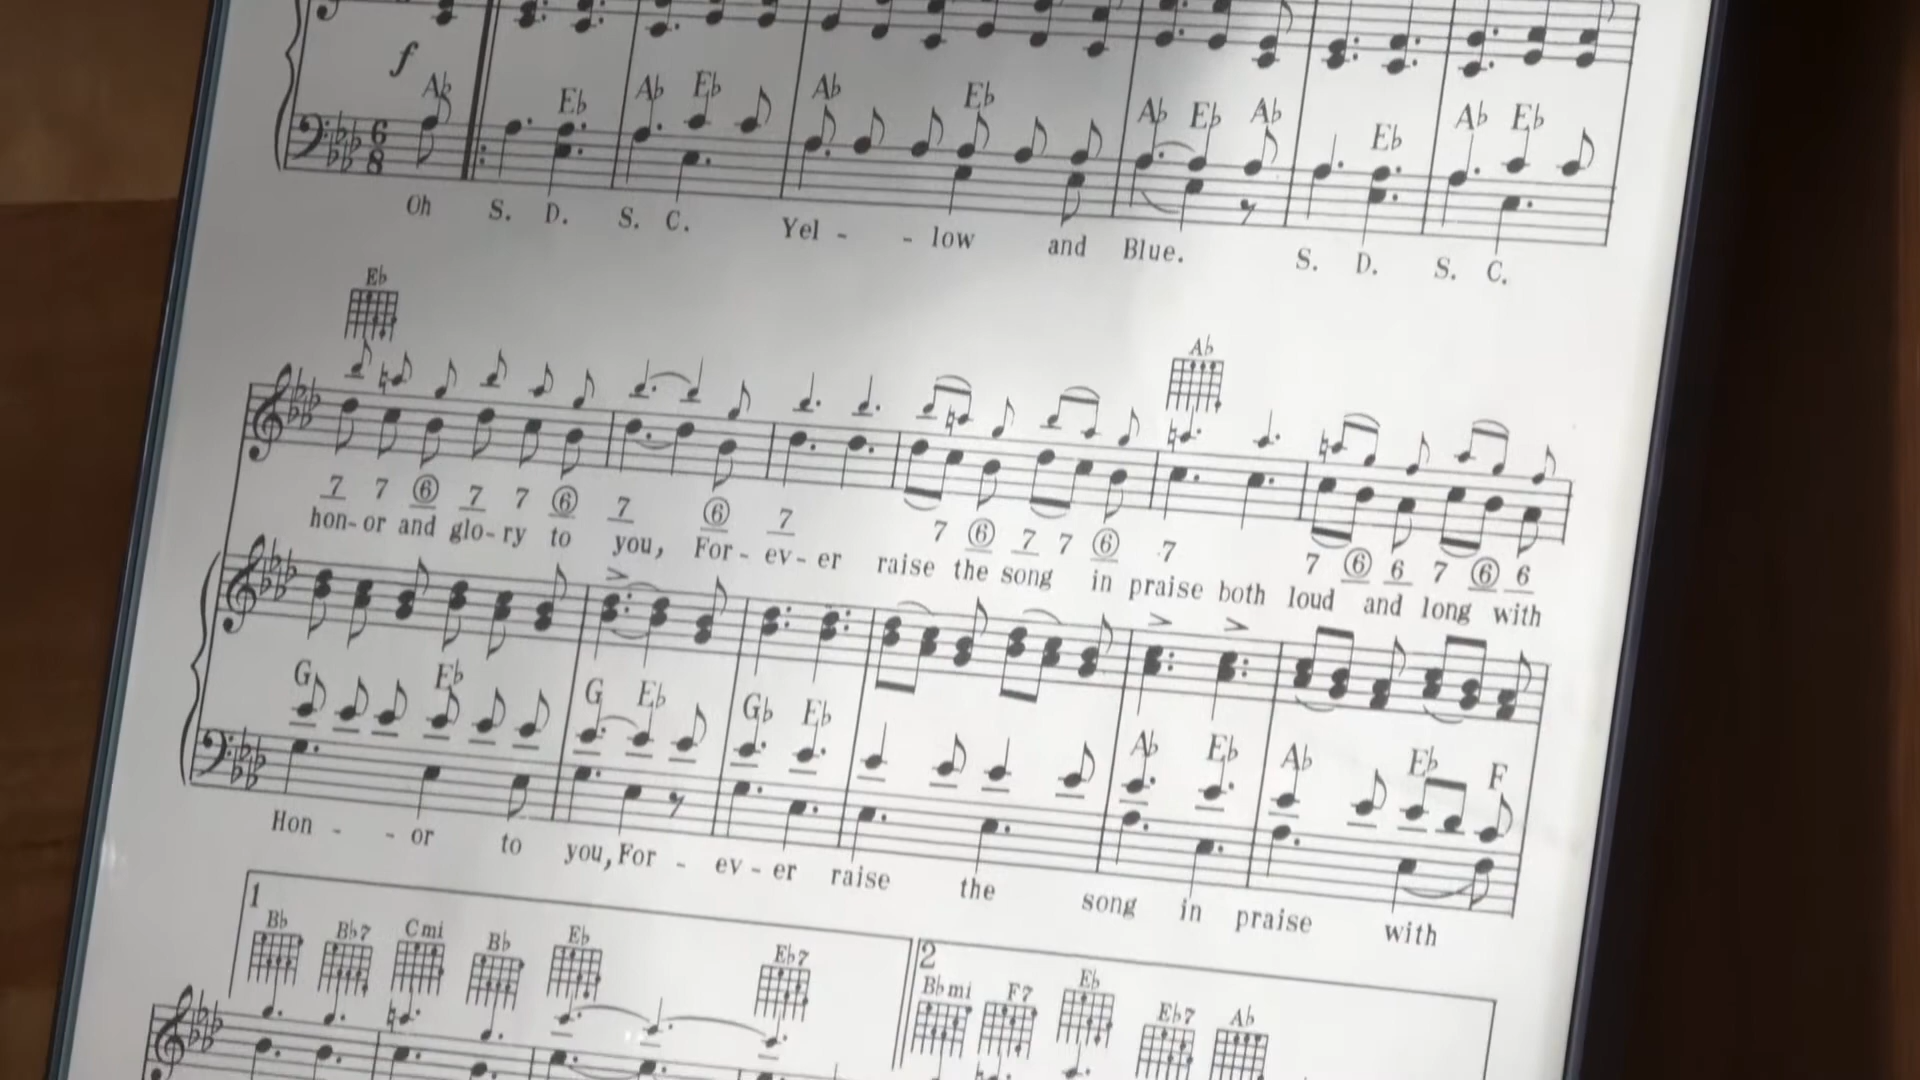 f
Ab Eb Ab Eb Ab Eb Ab Eb Ab Eb Ab Eb
6
8
Oh S. D. S. C. Yel - - low and Blue. S. D. S. C.
Eb Ab
7 7 6 7 7 6 7 6 7 7 6 7 7 6 7 7 6 6 7 6 6
hon-or and glo-ry to you, For-ev-er raise the song in praise both loud and long with
G Eb G Eb Gb Eb Ab Eb Ab Eb F
Hon - - or to you, For - ev-er raise the song in praise with
1 2
Bb Bb7 Cmi Bb Eb Eb7 Bbmi F7 Eb Eb7 Ab